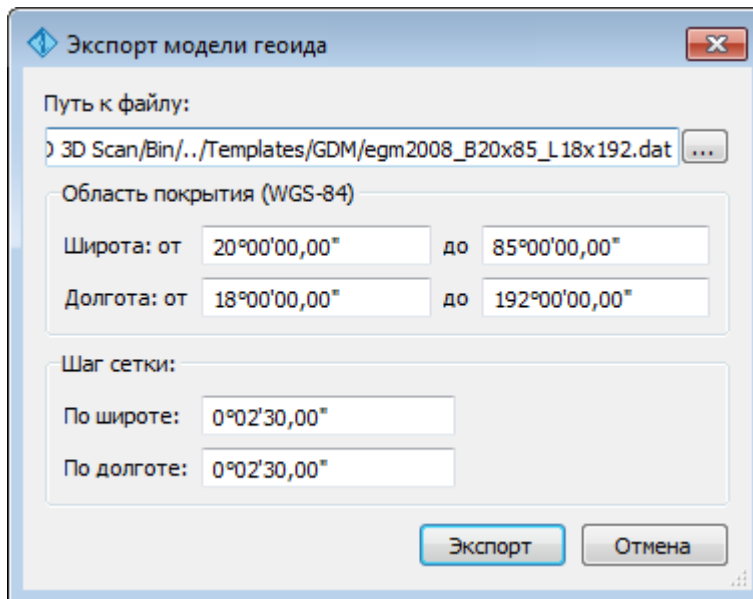 Экспорт модели геоида
Путь к файлу:
) 3D Scan/Bin/../Templates/GDM/egm2008_B20x85_L18x192.dat ...
Область покрытия (WGS-84)
Широта: от 20°00'00,00" до 85°00'00,00"
Долгота: от 18°00'00,00" до 192°00'00,00"
Шаг сетки:
По широте: 0°02'30,00"
По долготе: 0°02'30,00"
Экспорт Отмена